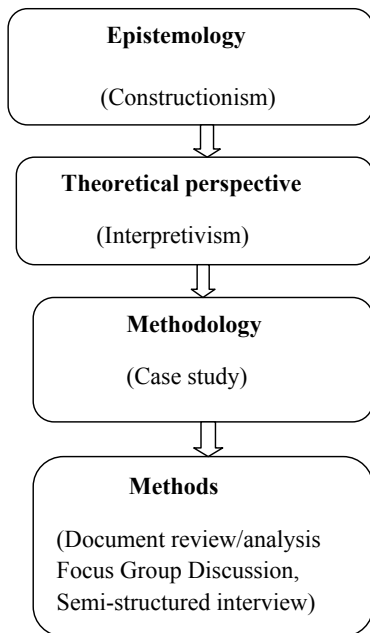 Epistemology
(Constructionism)
Theoretical perspective
(Interpretivism)
Methodology
(Case study)
Methods
(Document review/analysis
Focus Group Discussion,
Semi-structured interview)